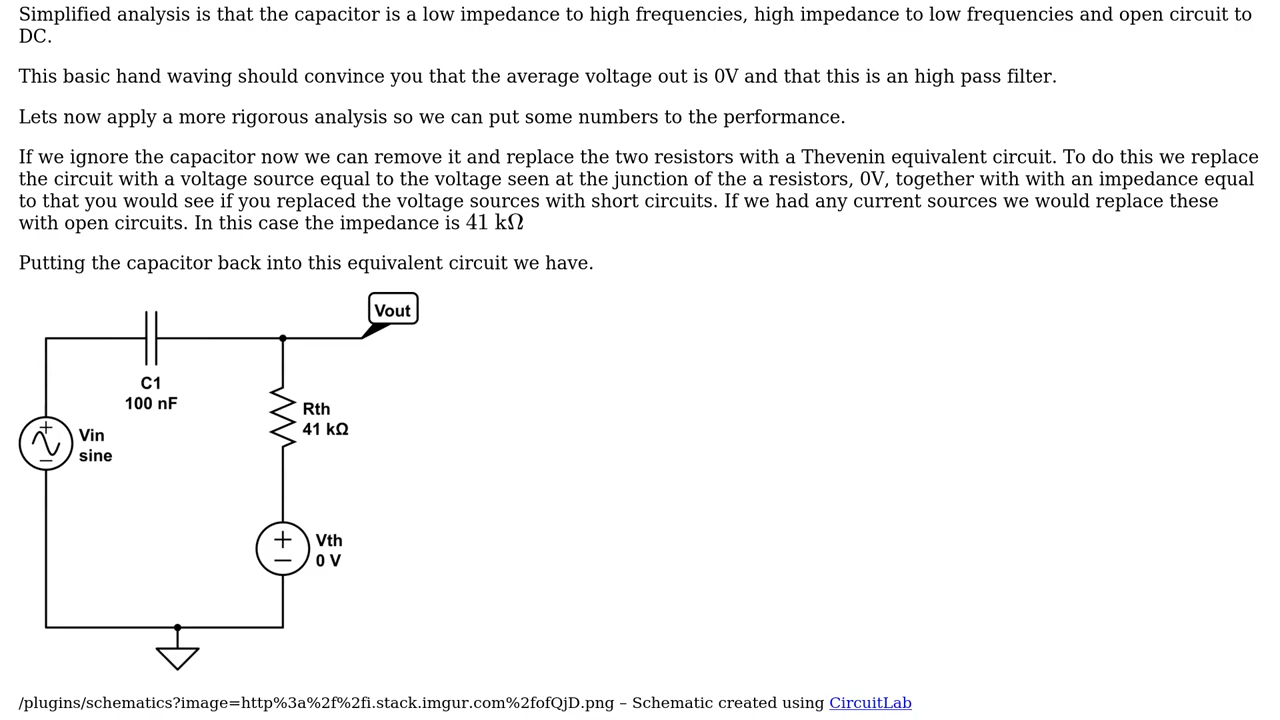 Simplified analysis is that the capacitor is a low impedance to high frequencies, high impedance to low frequencies and open circuit to
DC.
This basic hand waving should convince you that the average voltage out is 0V and that this is an high pass filter.
Lets now apply a more rigorous analysis so we can put some numbers to the performance.
If we ignore the capacitor now we can remove it and replace the two resistors with a Thevenin equivalent circuit. To do this we replace
the circuit with a voltage source equal to the voltage seen at the junction of the a resistors, 0V, together with with an impedance equal
to that you would see if you replaced the voltage sources with short circuits. If we had any current sources we would replace these
with open circuits. In this case the impedance is 41 kΩ
Putting the capacitor back into this equivalent circuit we have.
Vout
C1
100 nF
Rth
41 kΩ
+
Vin
sine
−
+
Vth
−
0 V
/plugins/schematics?image=http%3a%2f%2fi.stack.imgur.com%2fofQjD.png – Schematic created using CircuitLab